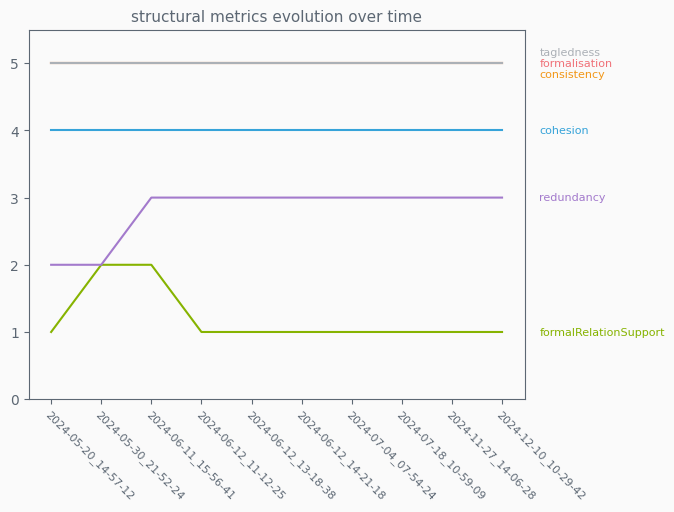 structural metrics evolution over time
5
4
3
2
1
0
tagledness
formalisation
consistency
cohesion
redundancy
formalRelationSupport
2024-05-20_14-57-12
2024-05-30_21-52-24
2024-06-11_15-56-41
2024-06-12_11-12-25
2024-06-12_13-18-38
2024-06-12_14-21-18
2024-07-04_07-54-24
2024-07-18_10-59-09
2024-11-27_14-06-28
2024-12-10_10-29-42